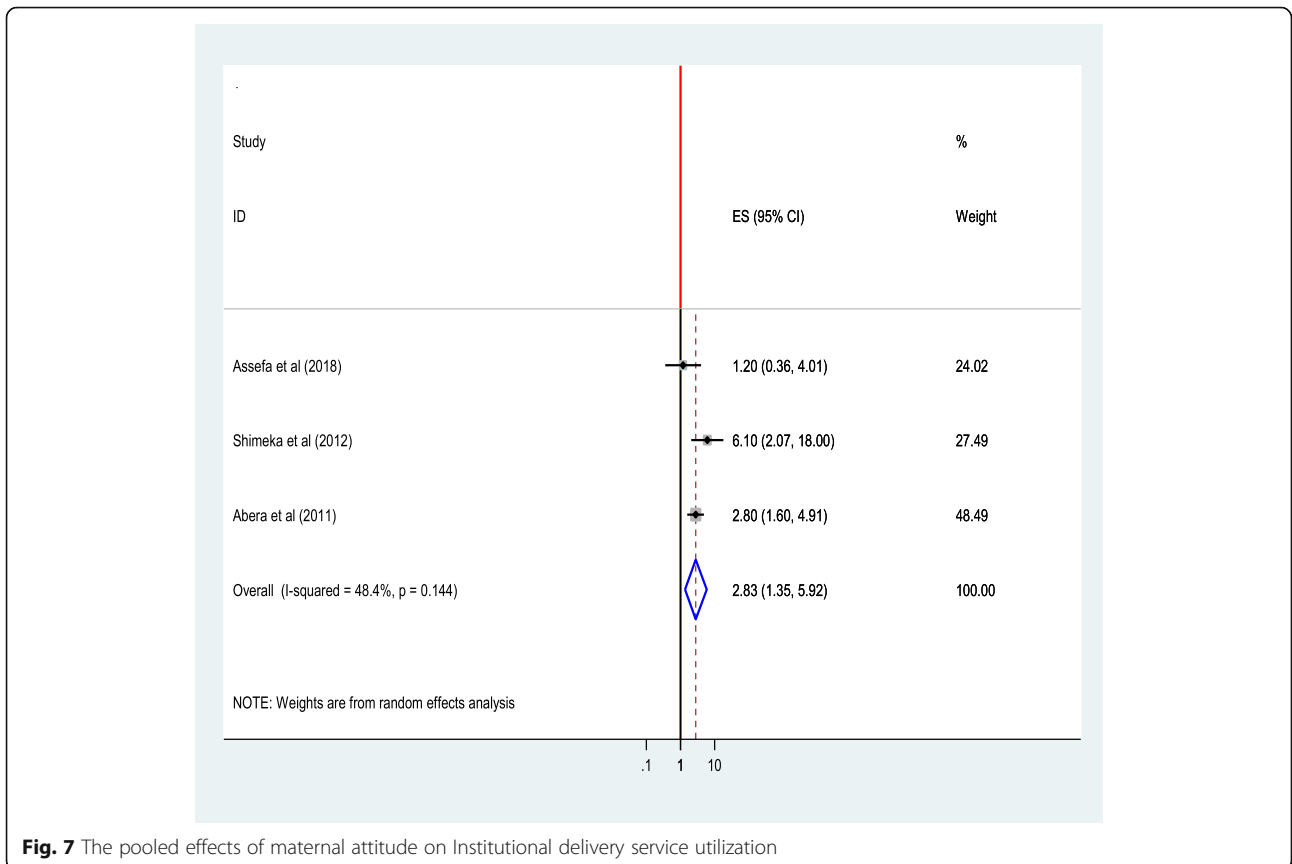 Study %
ID ES (95% CI) Weight
Assefa et al (2018) 1.20 (0.36, 4.01) 24.02
Shimeka et al (2012) 6.10 (2.07, 18.00) 27.49
Abera et al (2011) 2.80 (1.60, 4.91) 48.49
Overall (I-squared = 48.4%, p = 0.144) 2.83 (1.35, 5.92) 100.00
NOTE: Weights are from random effects analysis
.1 1 10
Fig. 7 The pooled effects of maternal attitude on Institutional delivery service utilization